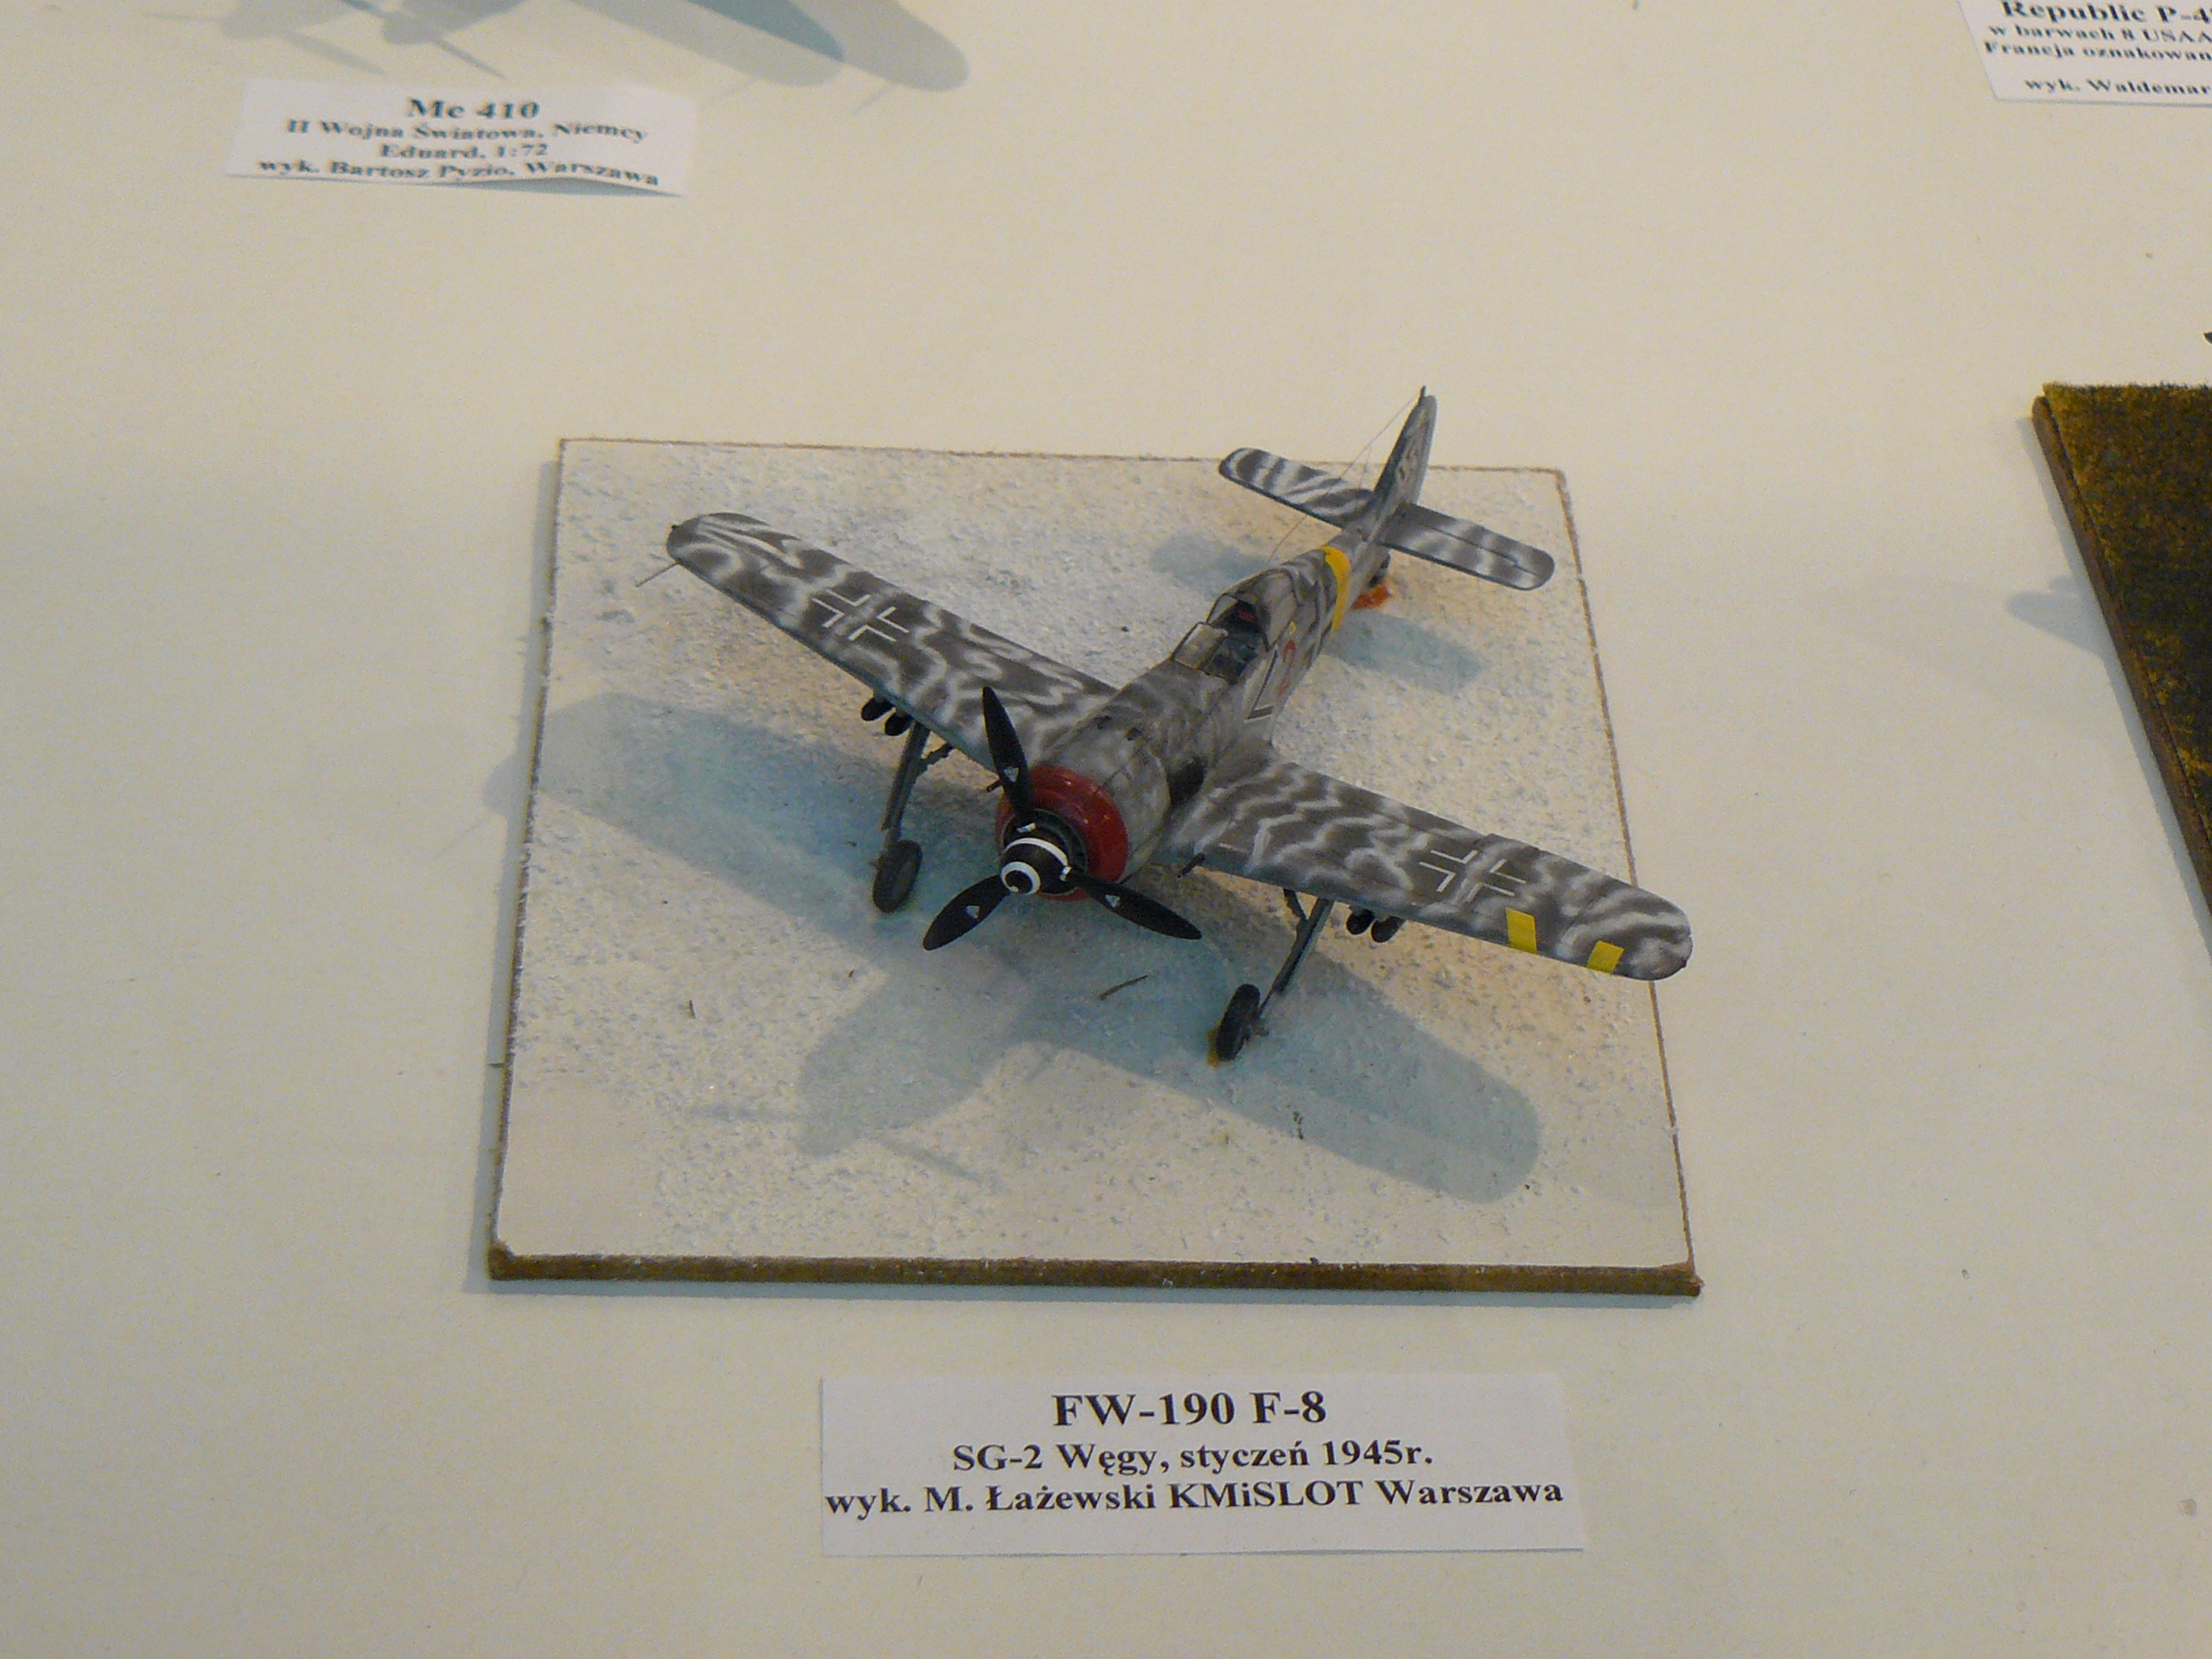 Me 410
II Wojna Światowa, Niemcy
Eduard, 1:72
wyk. Bartosz Pyzio, Warszawa
Republic P-4
w barwach 8 USAA
Francja oznakowan
wyk. Waldemar
FW-190 F-8
SG-2 Węgy, styczeń 1945r.
wyk. M. Łażewski KMiSLOT Warszawa